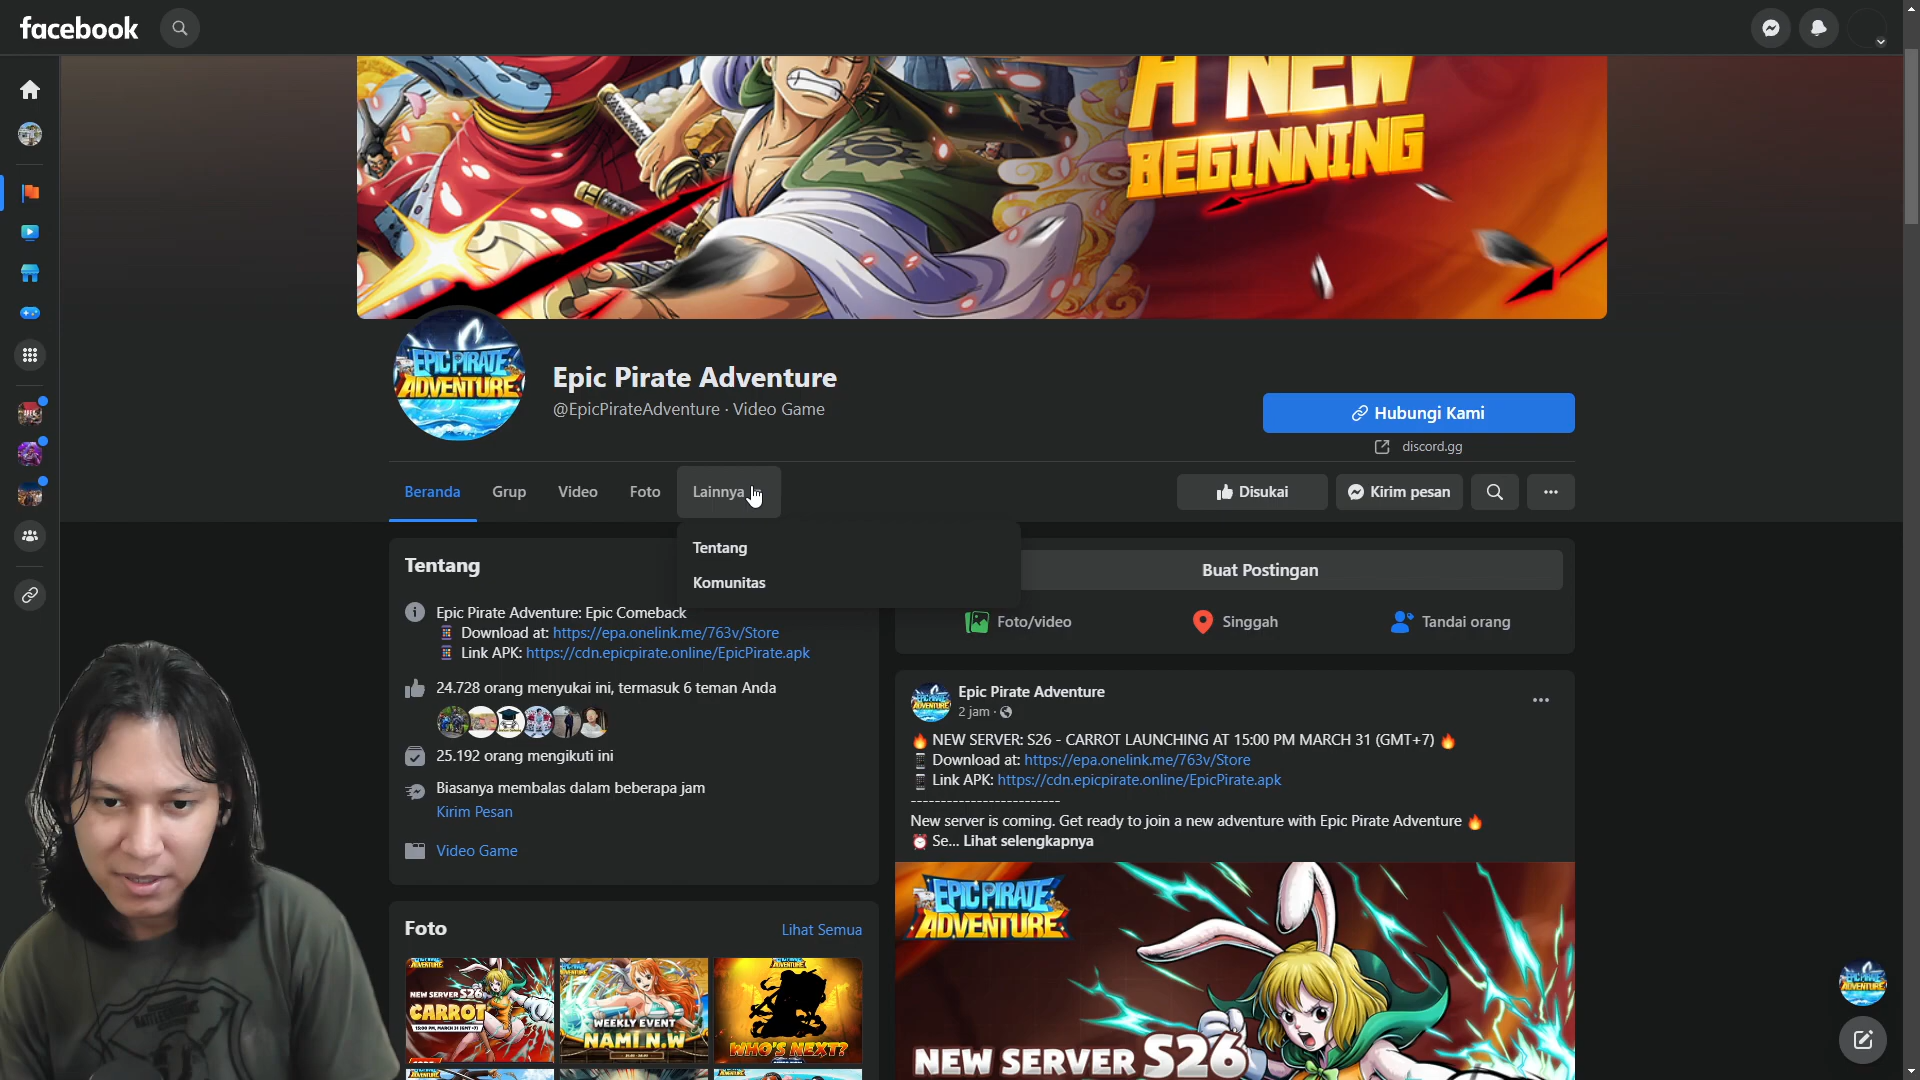 facebook
A NEW
BEGINNING
EPIC PIRATE
ADVENTURE
Epic Pirate Adventure
@EpicPirateAdventure · Video Game
Hubungi Kami
discord.gg
Beranda
Grup
Video
Foto
Lainnya
Disukai
Kirim pesan
Tentang
Komunitas
Tentang
Epic Pirate Adventure: Epic Comeback
Download at: https://epa.onelink.me/763v/Store
Link APK: https://cdn.epicpirate.online/EpicPirate.apk
24.728 orang menyukai ini, termasuk 6 teman Anda
25.192 orang mengikuti ini
Biasanya membalas dalam beberapa jam
Kirim Pesan
Video Game
Foto
Lihat Semua
NEW SERVER S26
CARROT
15:00 PM, MARCH 31 (GMT+7)
WEEKLY EVENT
NAMI N.W
WHO'S NEXT?
Buat Postingan
Foto/video
Singgah
Tandai orang
Epic Pirate Adventure
2 jam ·
NEW SERVER: S26 - CARROT LAUNCHING AT 15:00 PM MARCH 31 (GMT+7)
Download at: https://epa.onelink.me/763v/Store
Link APK: https://cdn.epicpirate.online/EpicPirate.apk
--------------------------
New server is coming. Get ready to join a new adventure with Epic Pirate Adventure
Se... Lihat selengkapnya
EPIC PIRATE
ADVENTURE
NEW SERVER S26